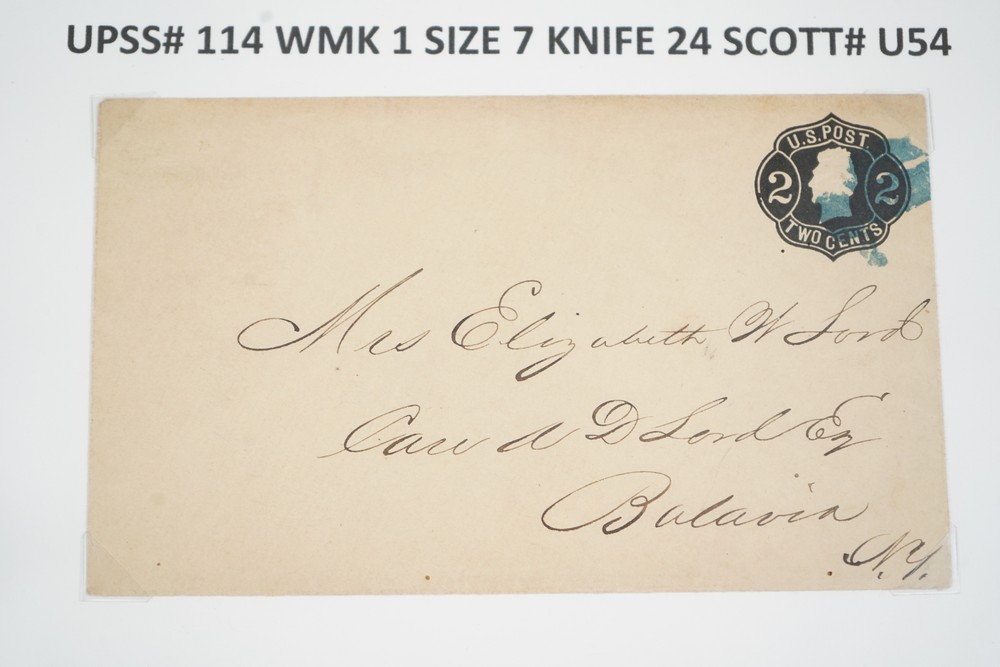 UPSS# 114 WMK 1 SIZE 7 KNIFE 24 SCOTT# U54
U.S. POST.
2 2
TWO CENTS
Mrs Elizabeth W Lord
Care A D Lord Esq
Batavia
N.Y.